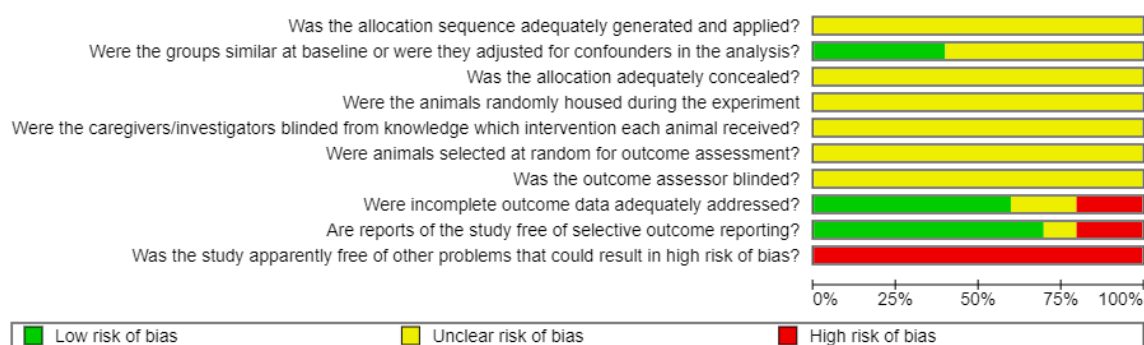 Was the allocation sequence adequately generated and applied?
Were the groups similar at baseline or were they adjusted for confounders in the analysis?
Was the allocation adequately concealed?
Were the animals randomly housed during the experiment
Were the caregivers/investigators blinded from knowledge which intervention each animal received?
Were animals selected at random for outcome assessment?
Was the outcome assessor blinded?
Were incomplete outcome data adequately addressed?
Are reports of the study free of selective outcome reporting?
Was the study apparently free of other problems that could result in high risk of bias?
0% 25% 50% 75% 100%
Low risk of bias Unclear risk of bias High risk of bias